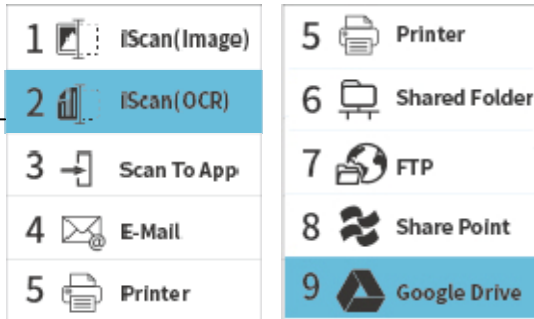 1 iScan(Image)
2 iScan(OCR)
3 Scan To App
4 E-Mail
5 Printer
5 Printer
6 Shared Folder
7 FTP
8 Share Point
9 Google Drive